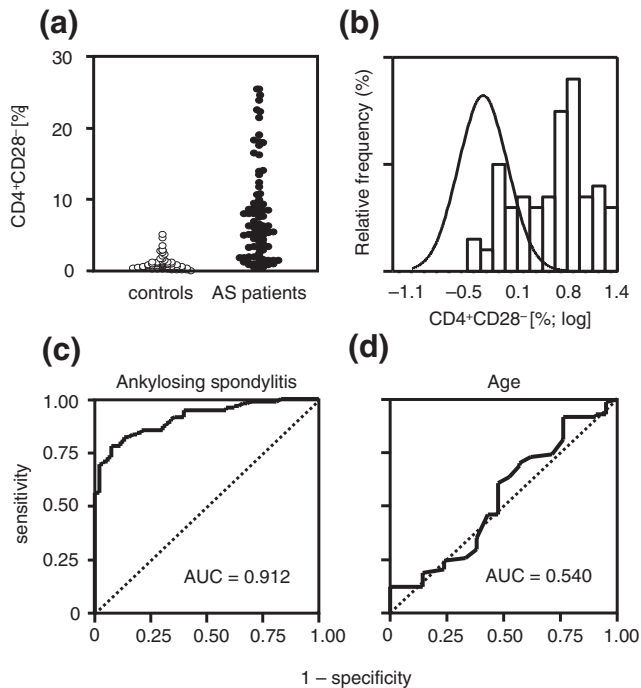 (a)
30
20
10
0
CD4⁺CD28⁻[%]
controls AS patients
(b)
Relative frequency (%)
–1.1 –0.5 0.1 0.8 1.4
CD4⁺CD28⁻[%; log]
(c)
Ankylosing spondylitis
1.00
0.75
0.50
0.25
0
sensitivity
AUC = 0.912
0 0.25 0.50 0.75 1.00
(d)
Age
AUC = 0.540
0 0.25 0.50 0.75 1.00
1 – specificity